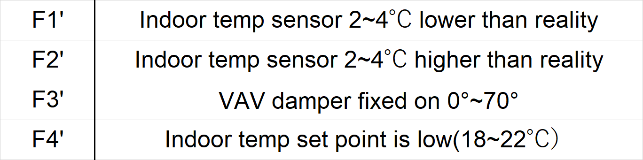 F1' Indoor temp sensor 2~4℃ lower than reality
F2' Indoor temp sensor 2~4℃ higher than reality
F3' VAV damper fixed on 0°~70°
F4' Indoor temp set point is low(18~22℃）